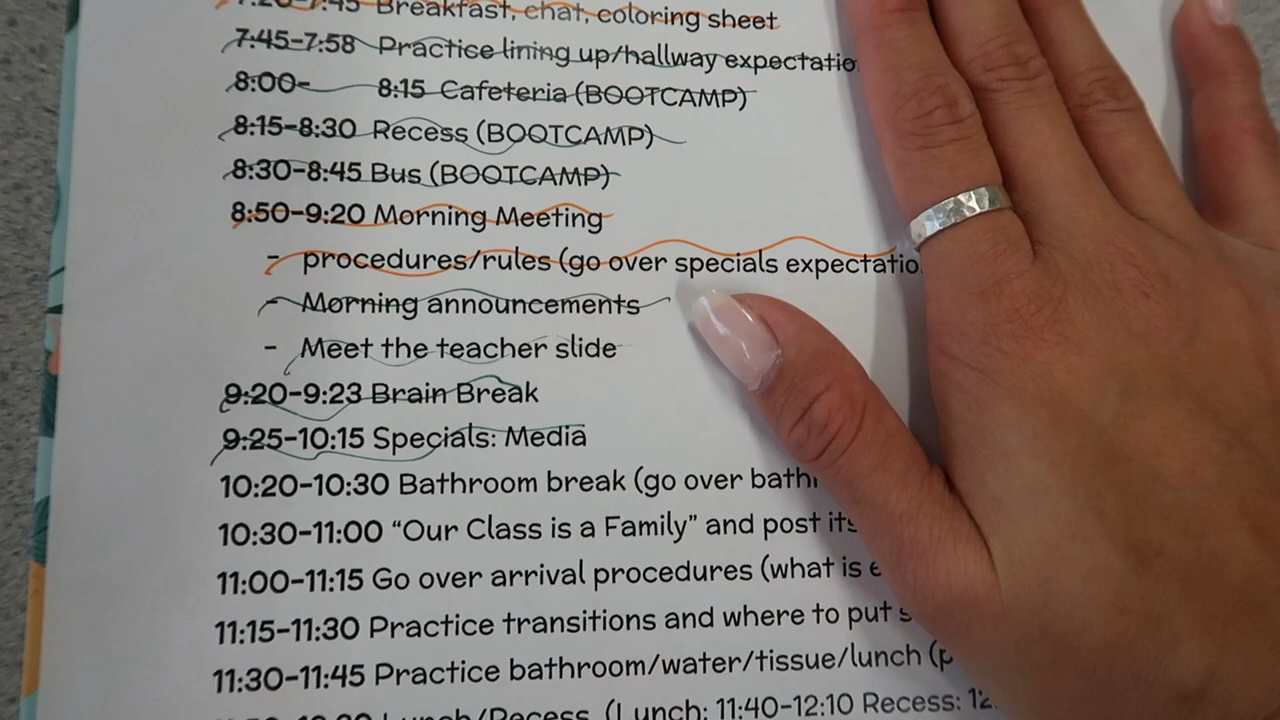 7:20-7:45 Breakfast, chat, coloring sheet
7:45-7:58 Practice lining up/hallway expectatio
8:00- 8:15 Cafeteria (BOOTCAMP)
8:15-8:30 Recess (BOOTCAMP)
8:30-8:45 Bus (BOOTCAMP)
8:50-9:20 Morning Meeting
- procedures/rules (go over specials expectatio
- Morning announcements
- Meet the teacher slide
9:20-9:23 Brain Break
9:25-10:15 Specials: Media
10:20-10:30 Bathroom break (go over bath
10:30-11:00 “Our Class is a Family” and post its
11:00-11:15 Go over arrival procedures (what is
11:15-11:30 Practice transitions and where to put
11:30-11:45 Practice bathroom/water/tissue/lunch (p
Lunch/Recess (Lunch: 11:40-12:10 Recess: 12